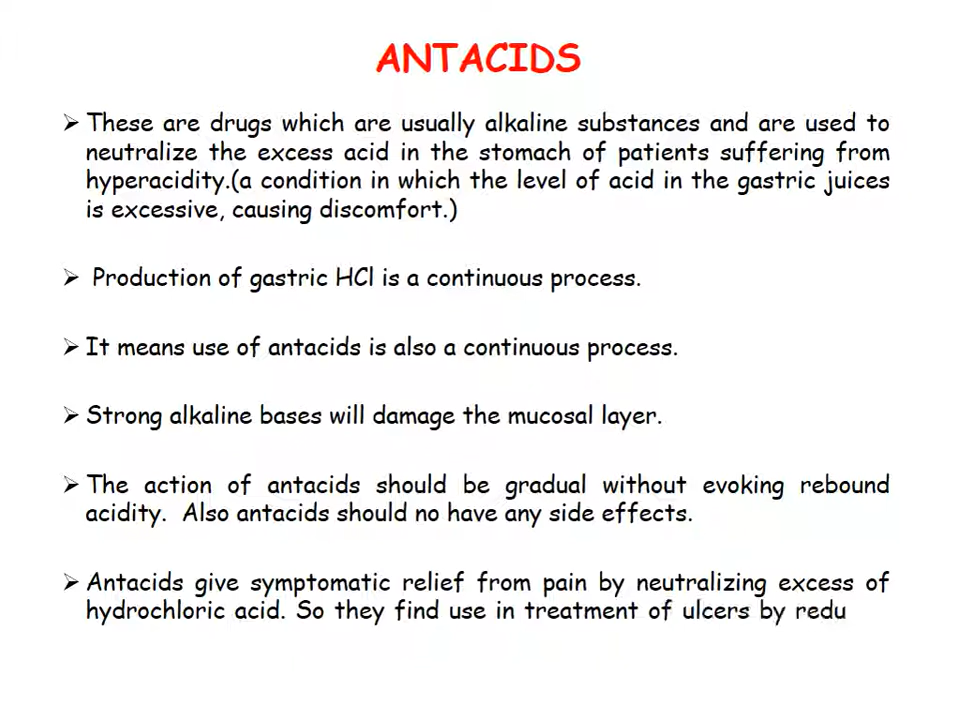 ANTACIDS
➢ These are drugs which are usually alkaline substances and are used to
neutralize the excess acid in the stomach of patients suffering from
hyperacidity.(a condition in which the level of acid in the gastric juices
is excessive, causing discomfort.)
➢ Production of gastric HCl is a continuous process.
➢ It means use of antacids is also a continuous process.
➢ Strong alkaline bases will damage the mucosal layer.
➢ The action of antacids should be gradual without evoking rebound
acidity. Also antacids should no have any side effects.
➢ Antacids give symptomatic relief from pain by neutralizing excess of
hydrochloric acid. So they find use in treatment of ulcers by redu